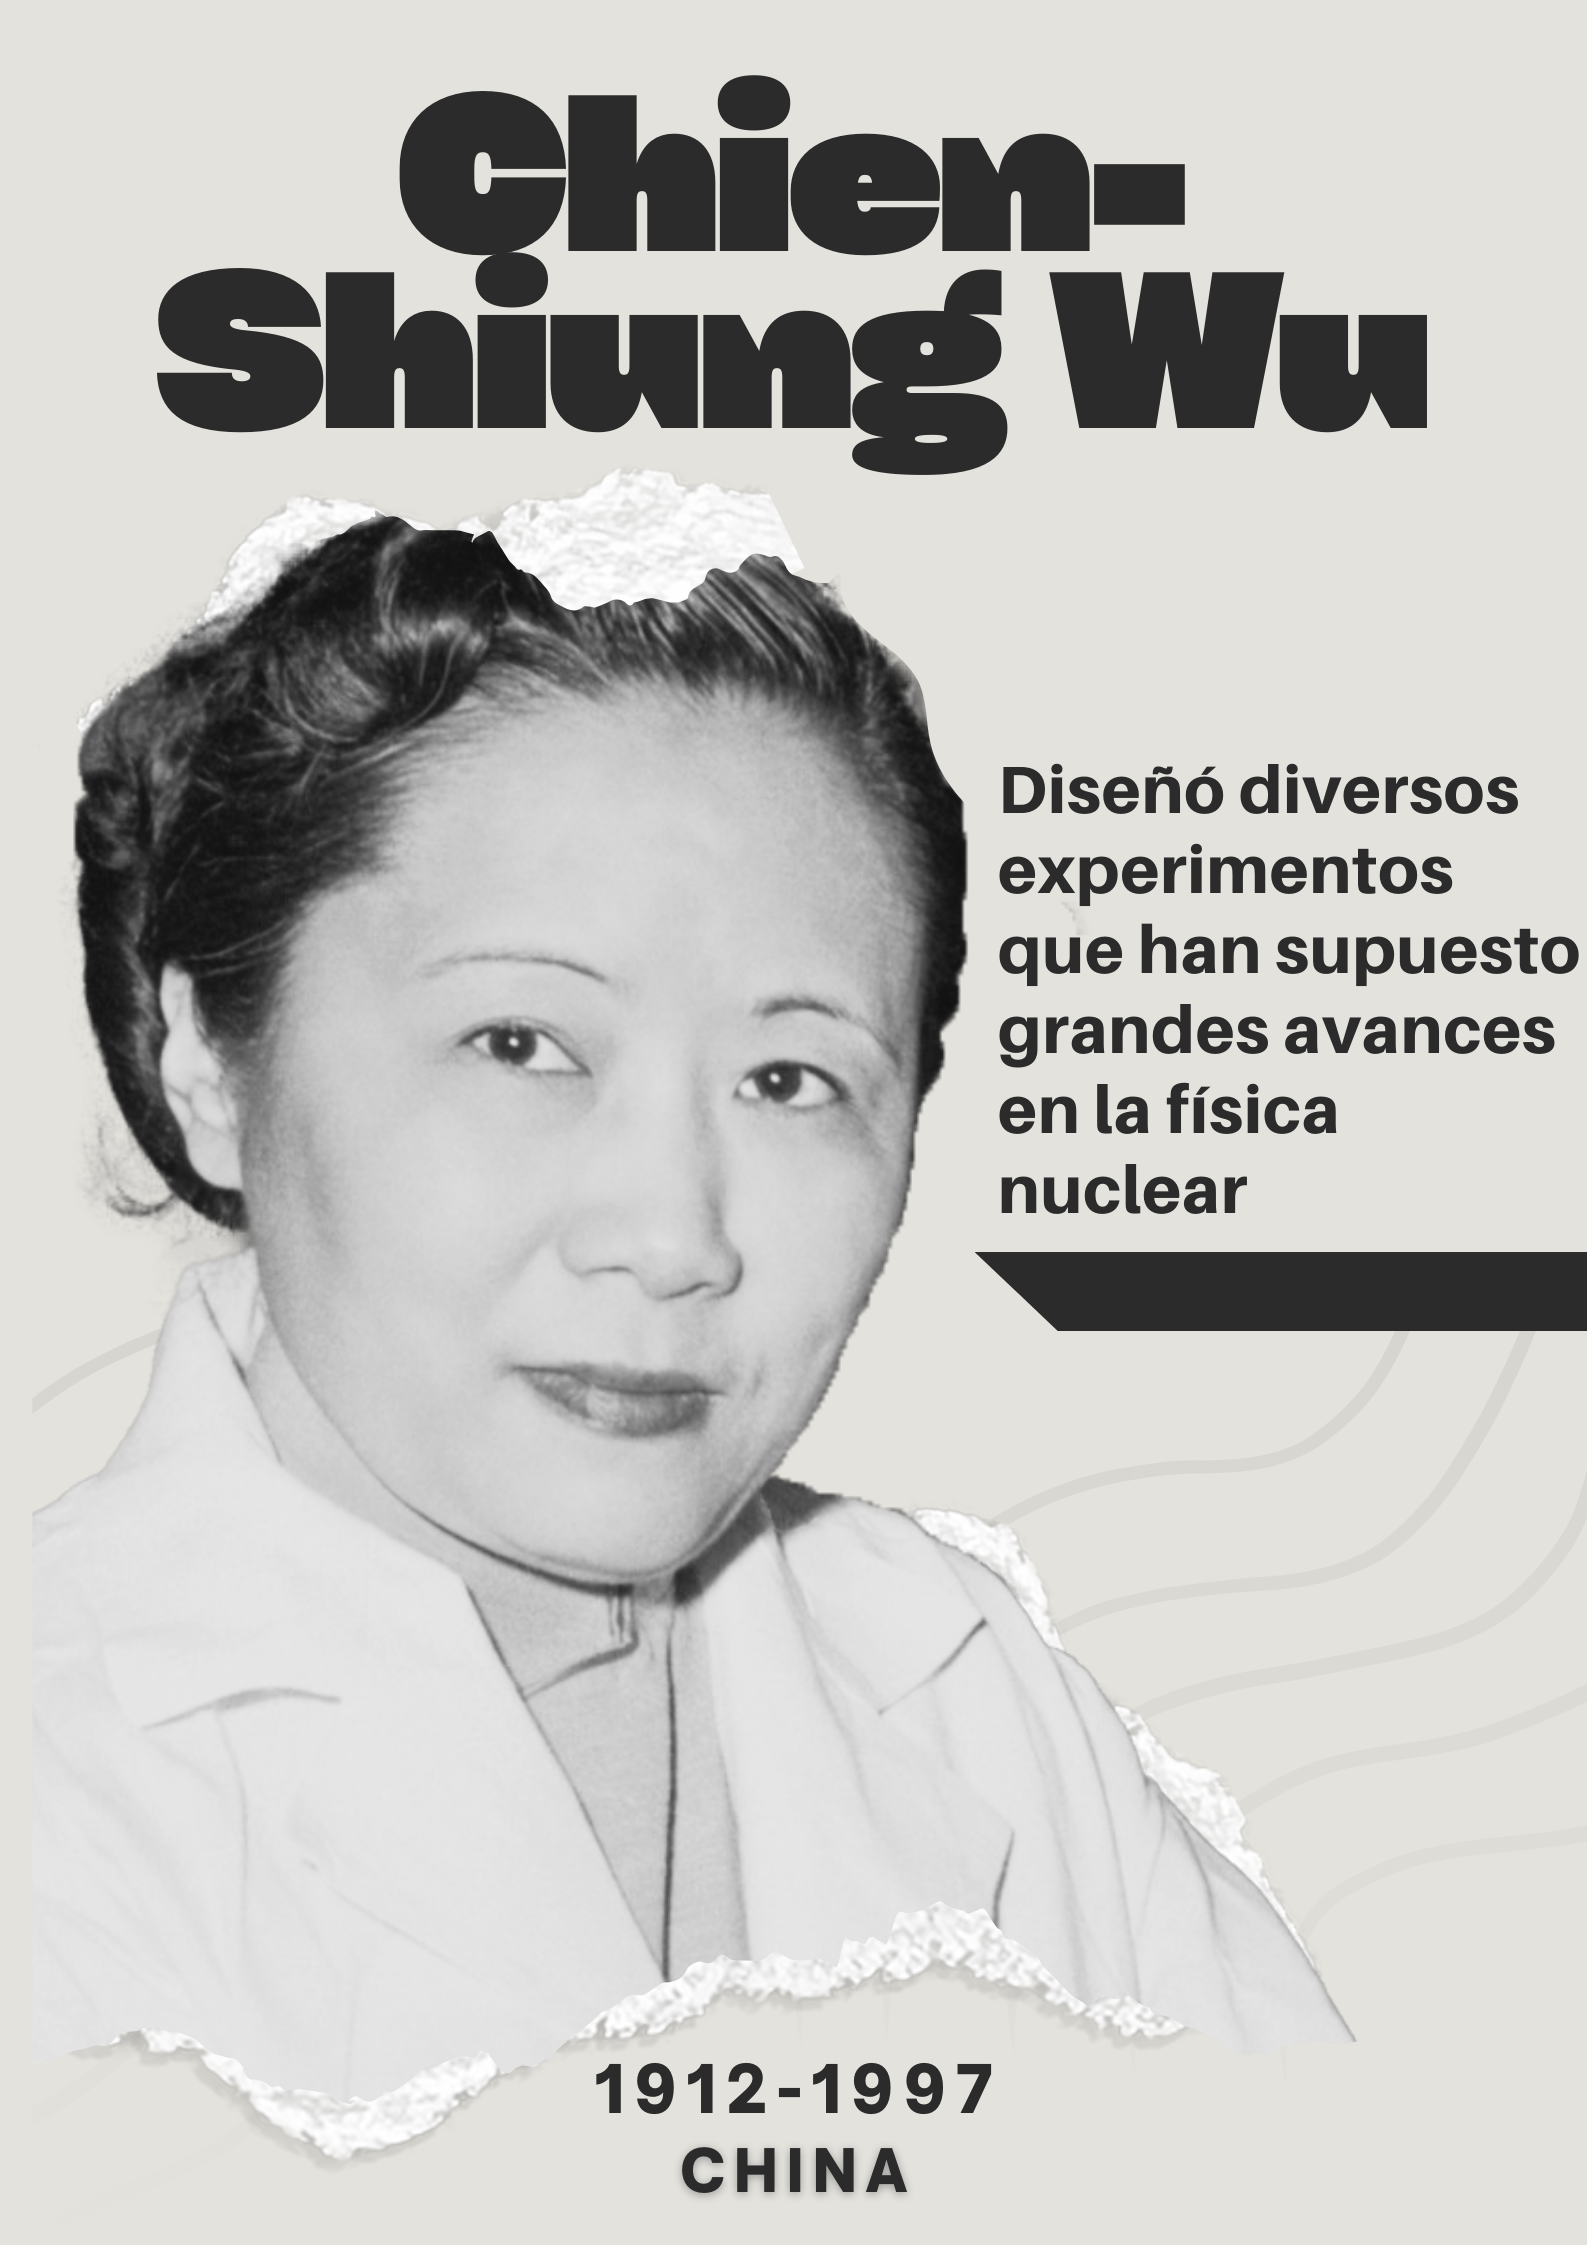 Chien-
Shiung Wu
Diseñó diversos
experimentos
que han supuesto
grandes avances
en la física
nuclear
1912-1997
CHINA